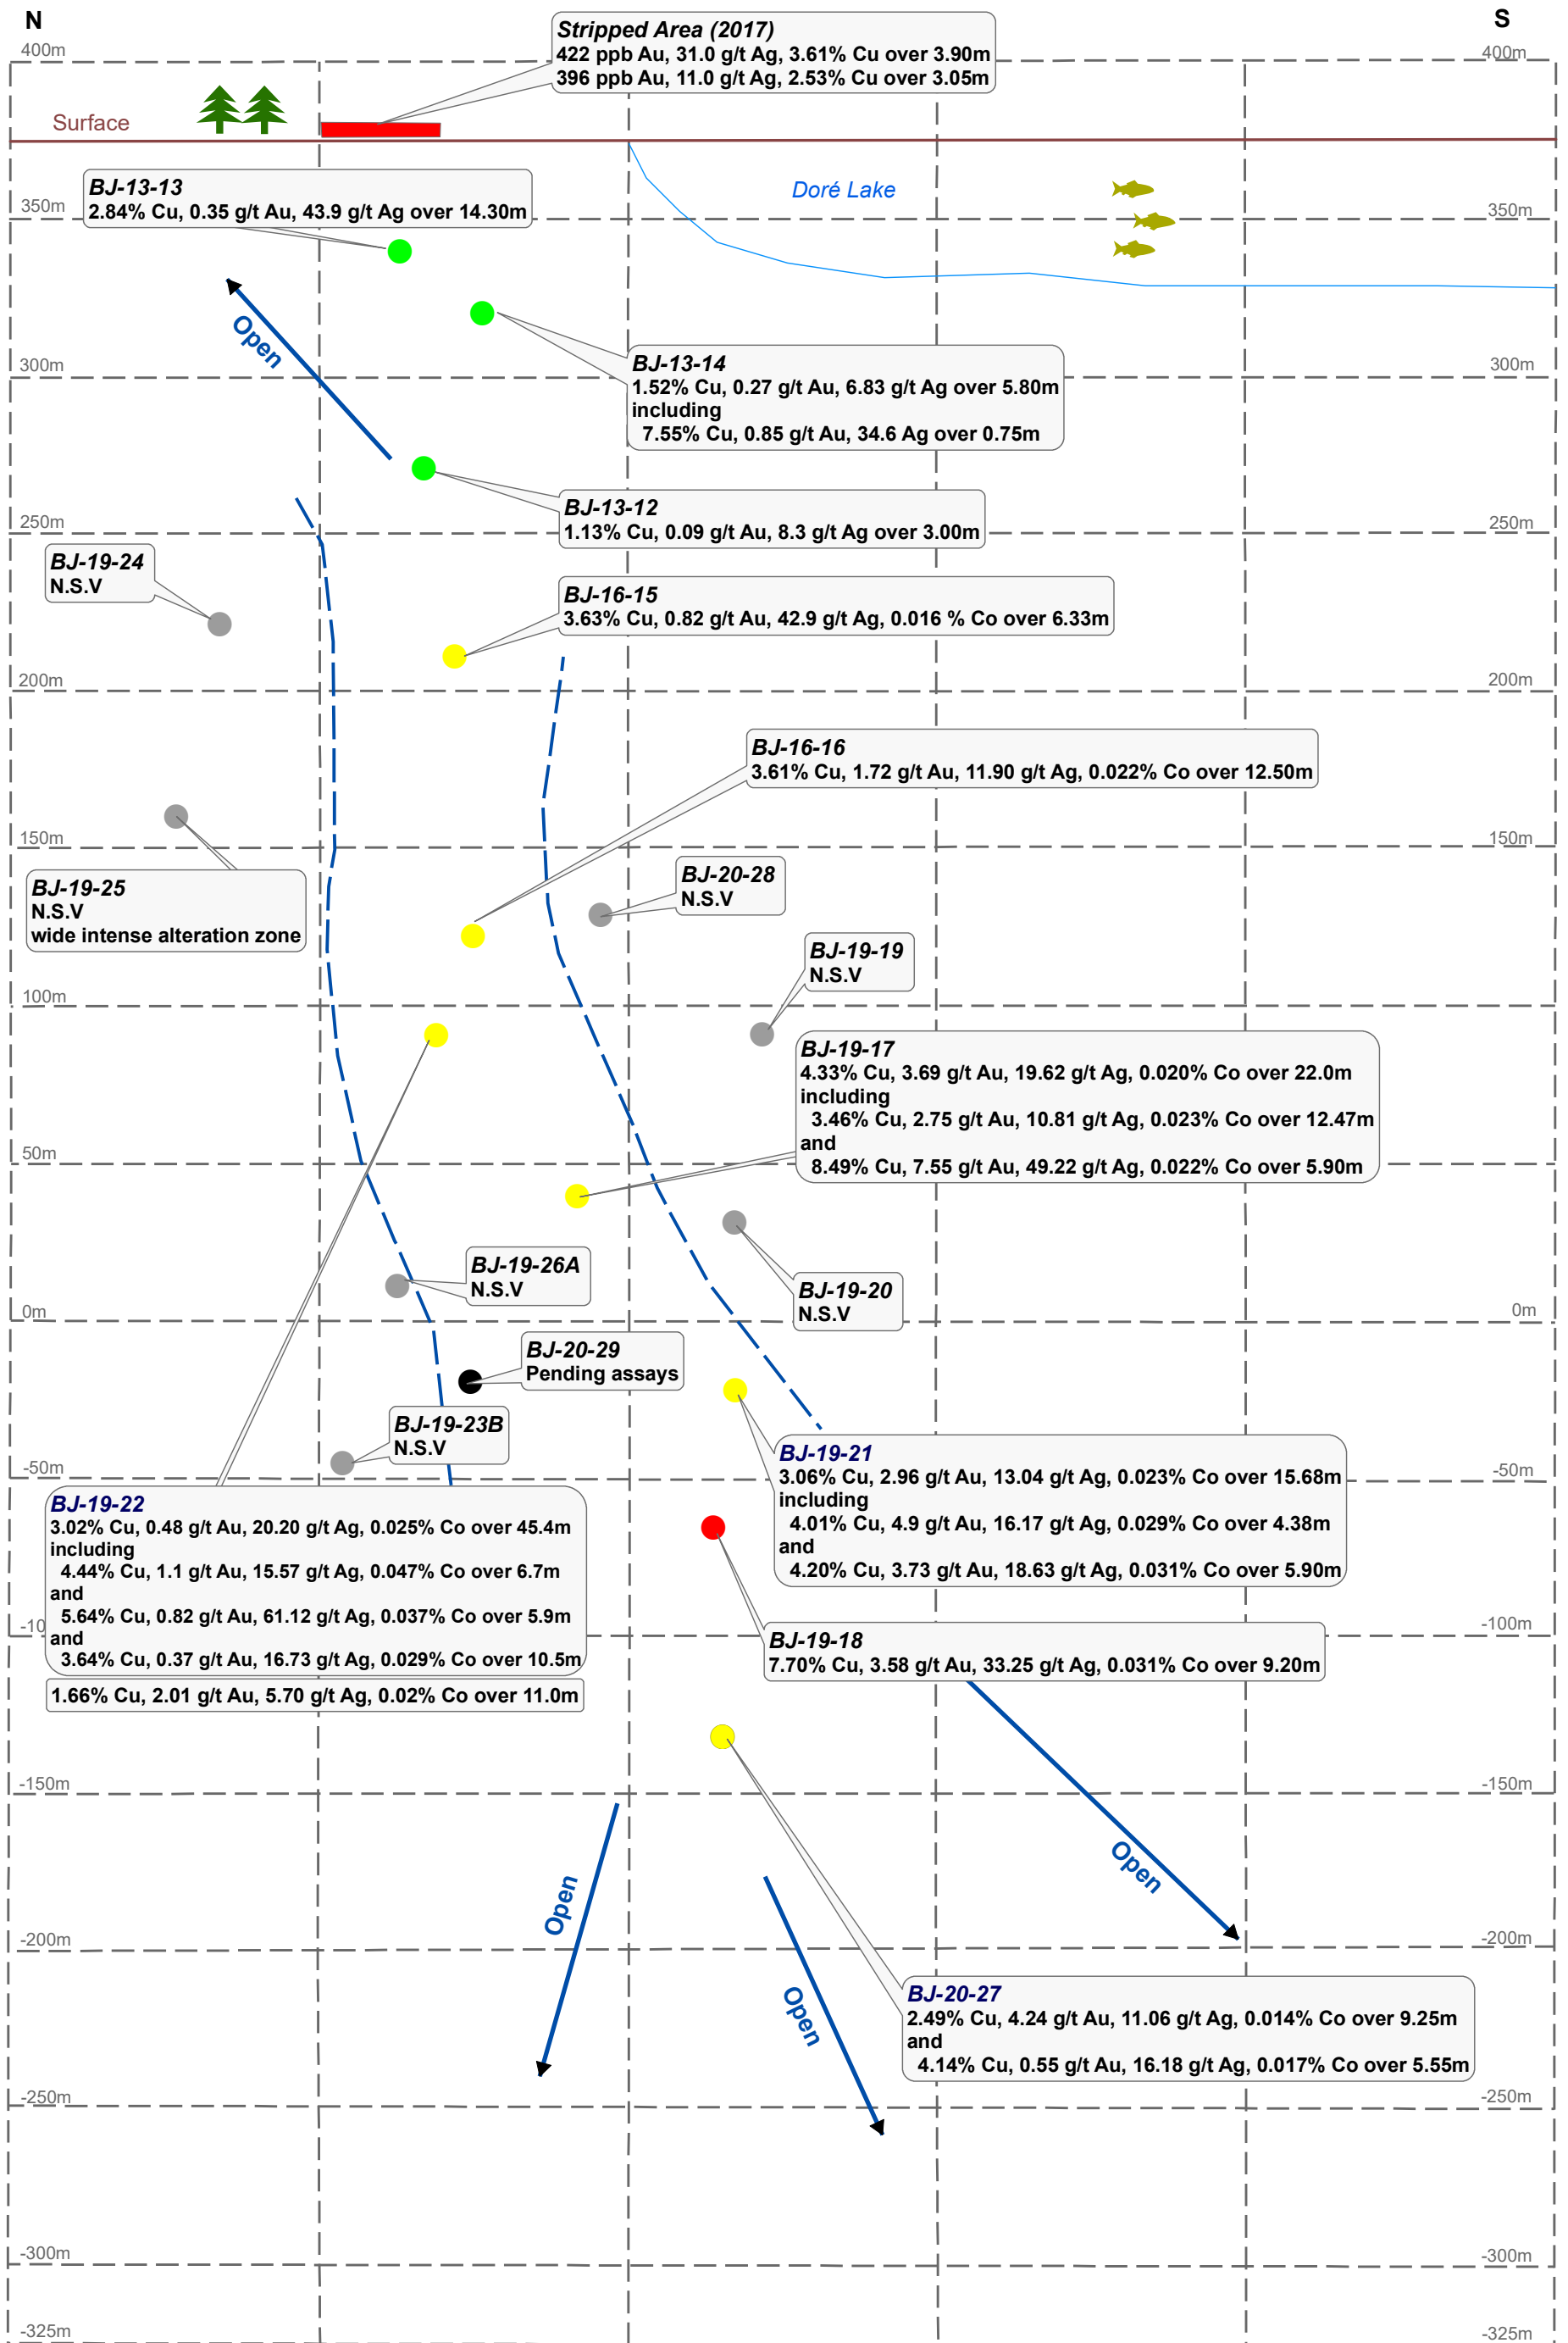 N
S
Stripped Area (2017)
422 ppb Au, 31.0 g/t Ag, 3.61% Cu over 3.90m
396 ppb Au, 11.0 g/t Ag, 2.53% Cu over 3.05m
400m
400m
Surface
BJ-13-13
2.84% Cu, 0.35 g/t Au, 43.9 g/t Ag over 14.30m
Doré Lake
350m
350m
Open
BJ-13-14
1.52% Cu, 0.27 g/t Au, 6.83 g/t Ag over 5.80m
including
7.55% Cu, 0.85 g/t Au, 34.6 Ag over 0.75m
300m
300m
BJ-13-12
1.13% Cu, 0.09 g/t Au, 8.3 g/t Ag over 3.00m
250m
250m
BJ-19-24
N.S.V
BJ-16-15
3.63% Cu, 0.82 g/t Au, 42.9 g/t Ag, 0.016 % Co over 6.33m
200m
200m
BJ-16-16
3.61% Cu, 1.72 g/t Au, 11.90 g/t Ag, 0.022% Co over 12.50m
150m
150m
BJ-19-25
N.S.V
wide intense alteration zone
BJ-20-28
N.S.V
BJ-19-19
N.S.V
100m
100m
BJ-19-17
4.33% Cu, 3.69 g/t Au, 19.62 g/t Ag, 0.020% Co over 22.0m
including
3.46% Cu, 2.75 g/t Au, 10.81 g/t Ag, 0.023% Co over 12.47m
and
8.49% Cu, 7.55 g/t Au, 49.22 g/t Ag, 0.022% Co over 5.90m
50m
50m
BJ-19-26A
N.S.V
BJ-19-20
N.S.V
0m
0m
BJ-20-29
Pending assays
BJ-19-23B
N.S.V
-50m
-50m
BJ-19-21
3.06% Cu, 2.96 g/t Au, 13.04 g/t Ag, 0.023% Co over 15.68m
including
4.01% Cu, 4.9 g/t Au, 16.17 g/t Ag, 0.029% Co over 4.38m
and
4.20% Cu, 3.73 g/t Au, 18.63 g/t Ag, 0.031% Co over 5.90m
BJ-19-22
3.02% Cu, 0.48 g/t Au, 20.20 g/t Ag, 0.025% Co over 45.4m
including
4.44% Cu, 1.1 g/t Au, 15.57 g/t Ag, 0.047% Co over 6.7m
and
5.64% Cu, 0.82 g/t Au, 61.12 g/t Ag, 0.037% Co over 5.9m
and
3.64% Cu, 0.37 g/t Au, 16.73 g/t Ag, 0.029% Co over 10.5m
1.66% Cu, 2.01 g/t Au, 5.70 g/t Ag, 0.02% Co over 11.0m
-10
-100m
BJ-19-18
7.70% Cu, 3.58 g/t Au, 33.25 g/t Ag, 0.031% Co over 9.20m
-150m
-150m
Open
Open
Open
-200m
-200m
BJ-20-27
2.49% Cu, 4.24 g/t Au, 11.06 g/t Ag, 0.014% Co over 9.25m
and
4.14% Cu, 0.55 g/t Au, 16.18 g/t Ag, 0.017% Co over 5.55m
-250m
-250m
-300m
-300m
-325m
-325m